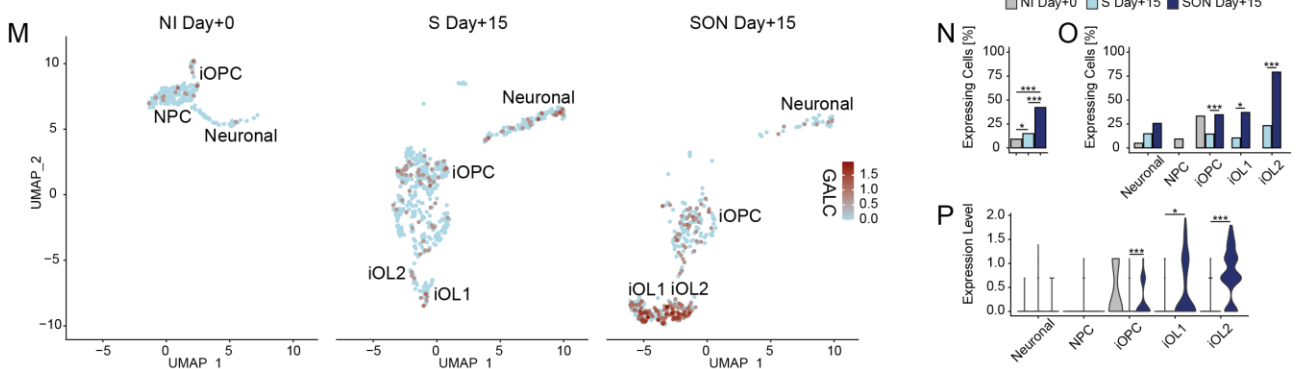 NI Day+0 S Day+15 SON Day+15
M
NI Day+0
S Day+15
SON Day+15
UMAP_2
10
5
0
−5
−10
iOPC
NPC
Neuronal
−5 0 5 10
UMAP_1
Neuronal
iOPC
iOL2
iOL1
−5 0 5 10
UMAP_1
Neuronal
iOPC
iOL1 iOL2
−5 0 5 10
UMAP_1
GALC
1.5
1.0
0.5
0.0
N
Expressing Cells [%]
100
75
50
25
0
***
***
*
O
Expressing Cells [%]
100
75
50
25
0
***
*
***
Neuronal
NPC
iOPC
iOL1
iOL2
P
Expression Level
2.0
1.5
1.0
0.5
0.0
***
*
***
Neuronal
NPC
iOPC
iOL1
iOL2